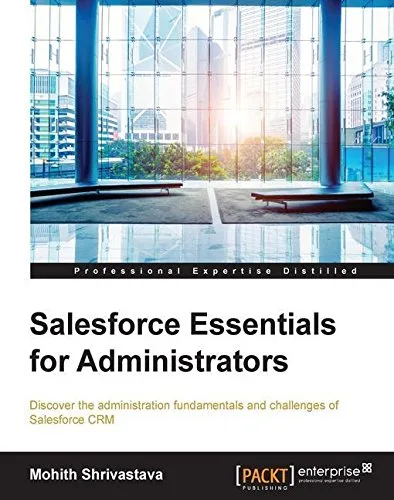 Professional Expertise Distilled
Salesforce Essentials
for Administrators
Discover the administration fundamentals and challenges of
Salesforce CRM
Mohith Shrivastava
[PACKT] enterprise
PUBLISHING professional expertise distilled